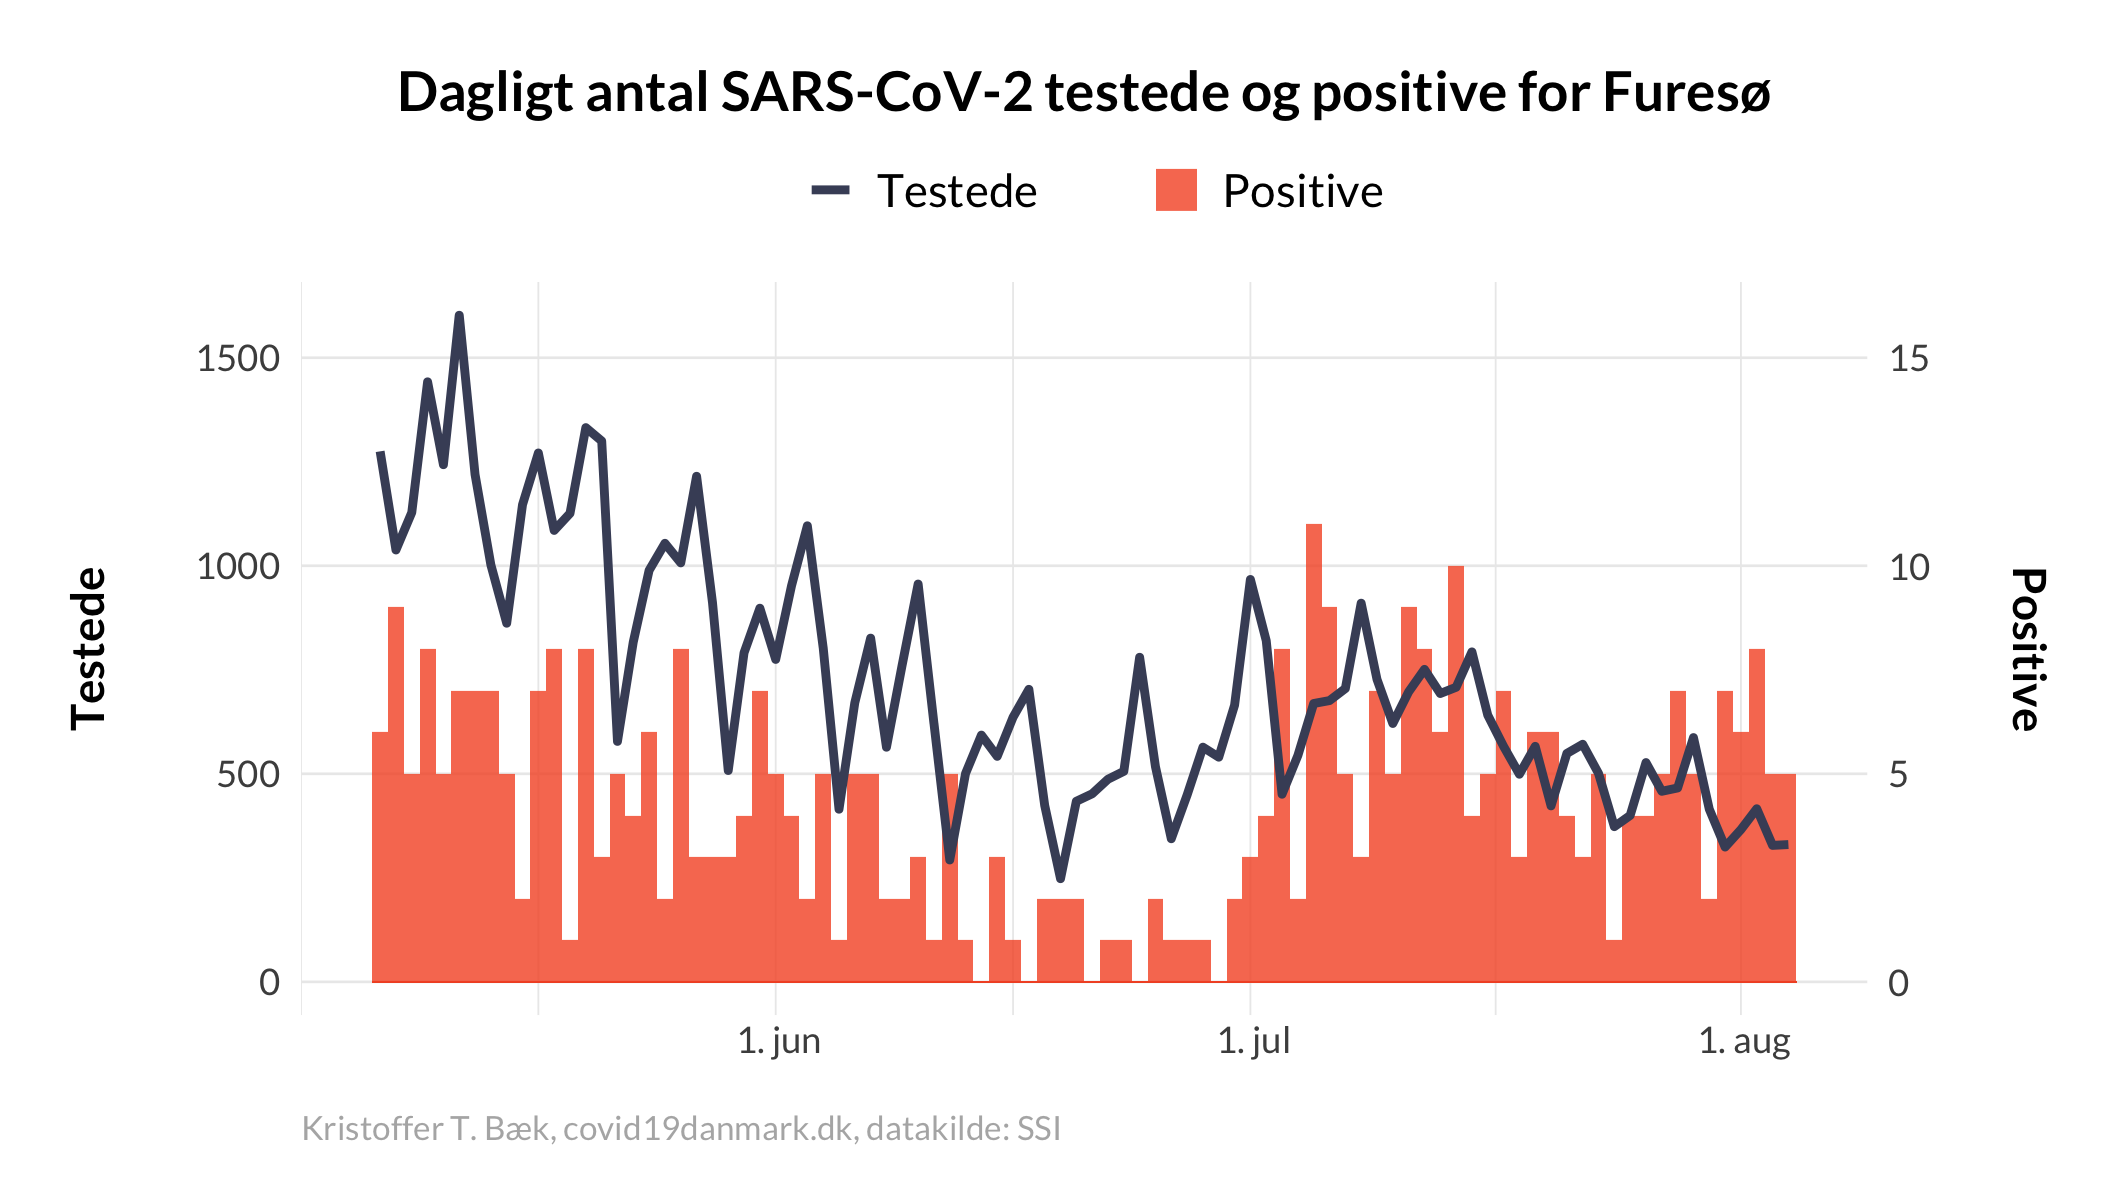 Dagligt antal SARS-CoV-2 testede og positive for Furesø
Testede
Positive
1500
1000
500
0
15
10
5
0
Testede
Positive
1. jun
1. jul
1. aug
Kristoffer T. Bæk, covid19danmark.dk, datakilde: SSI